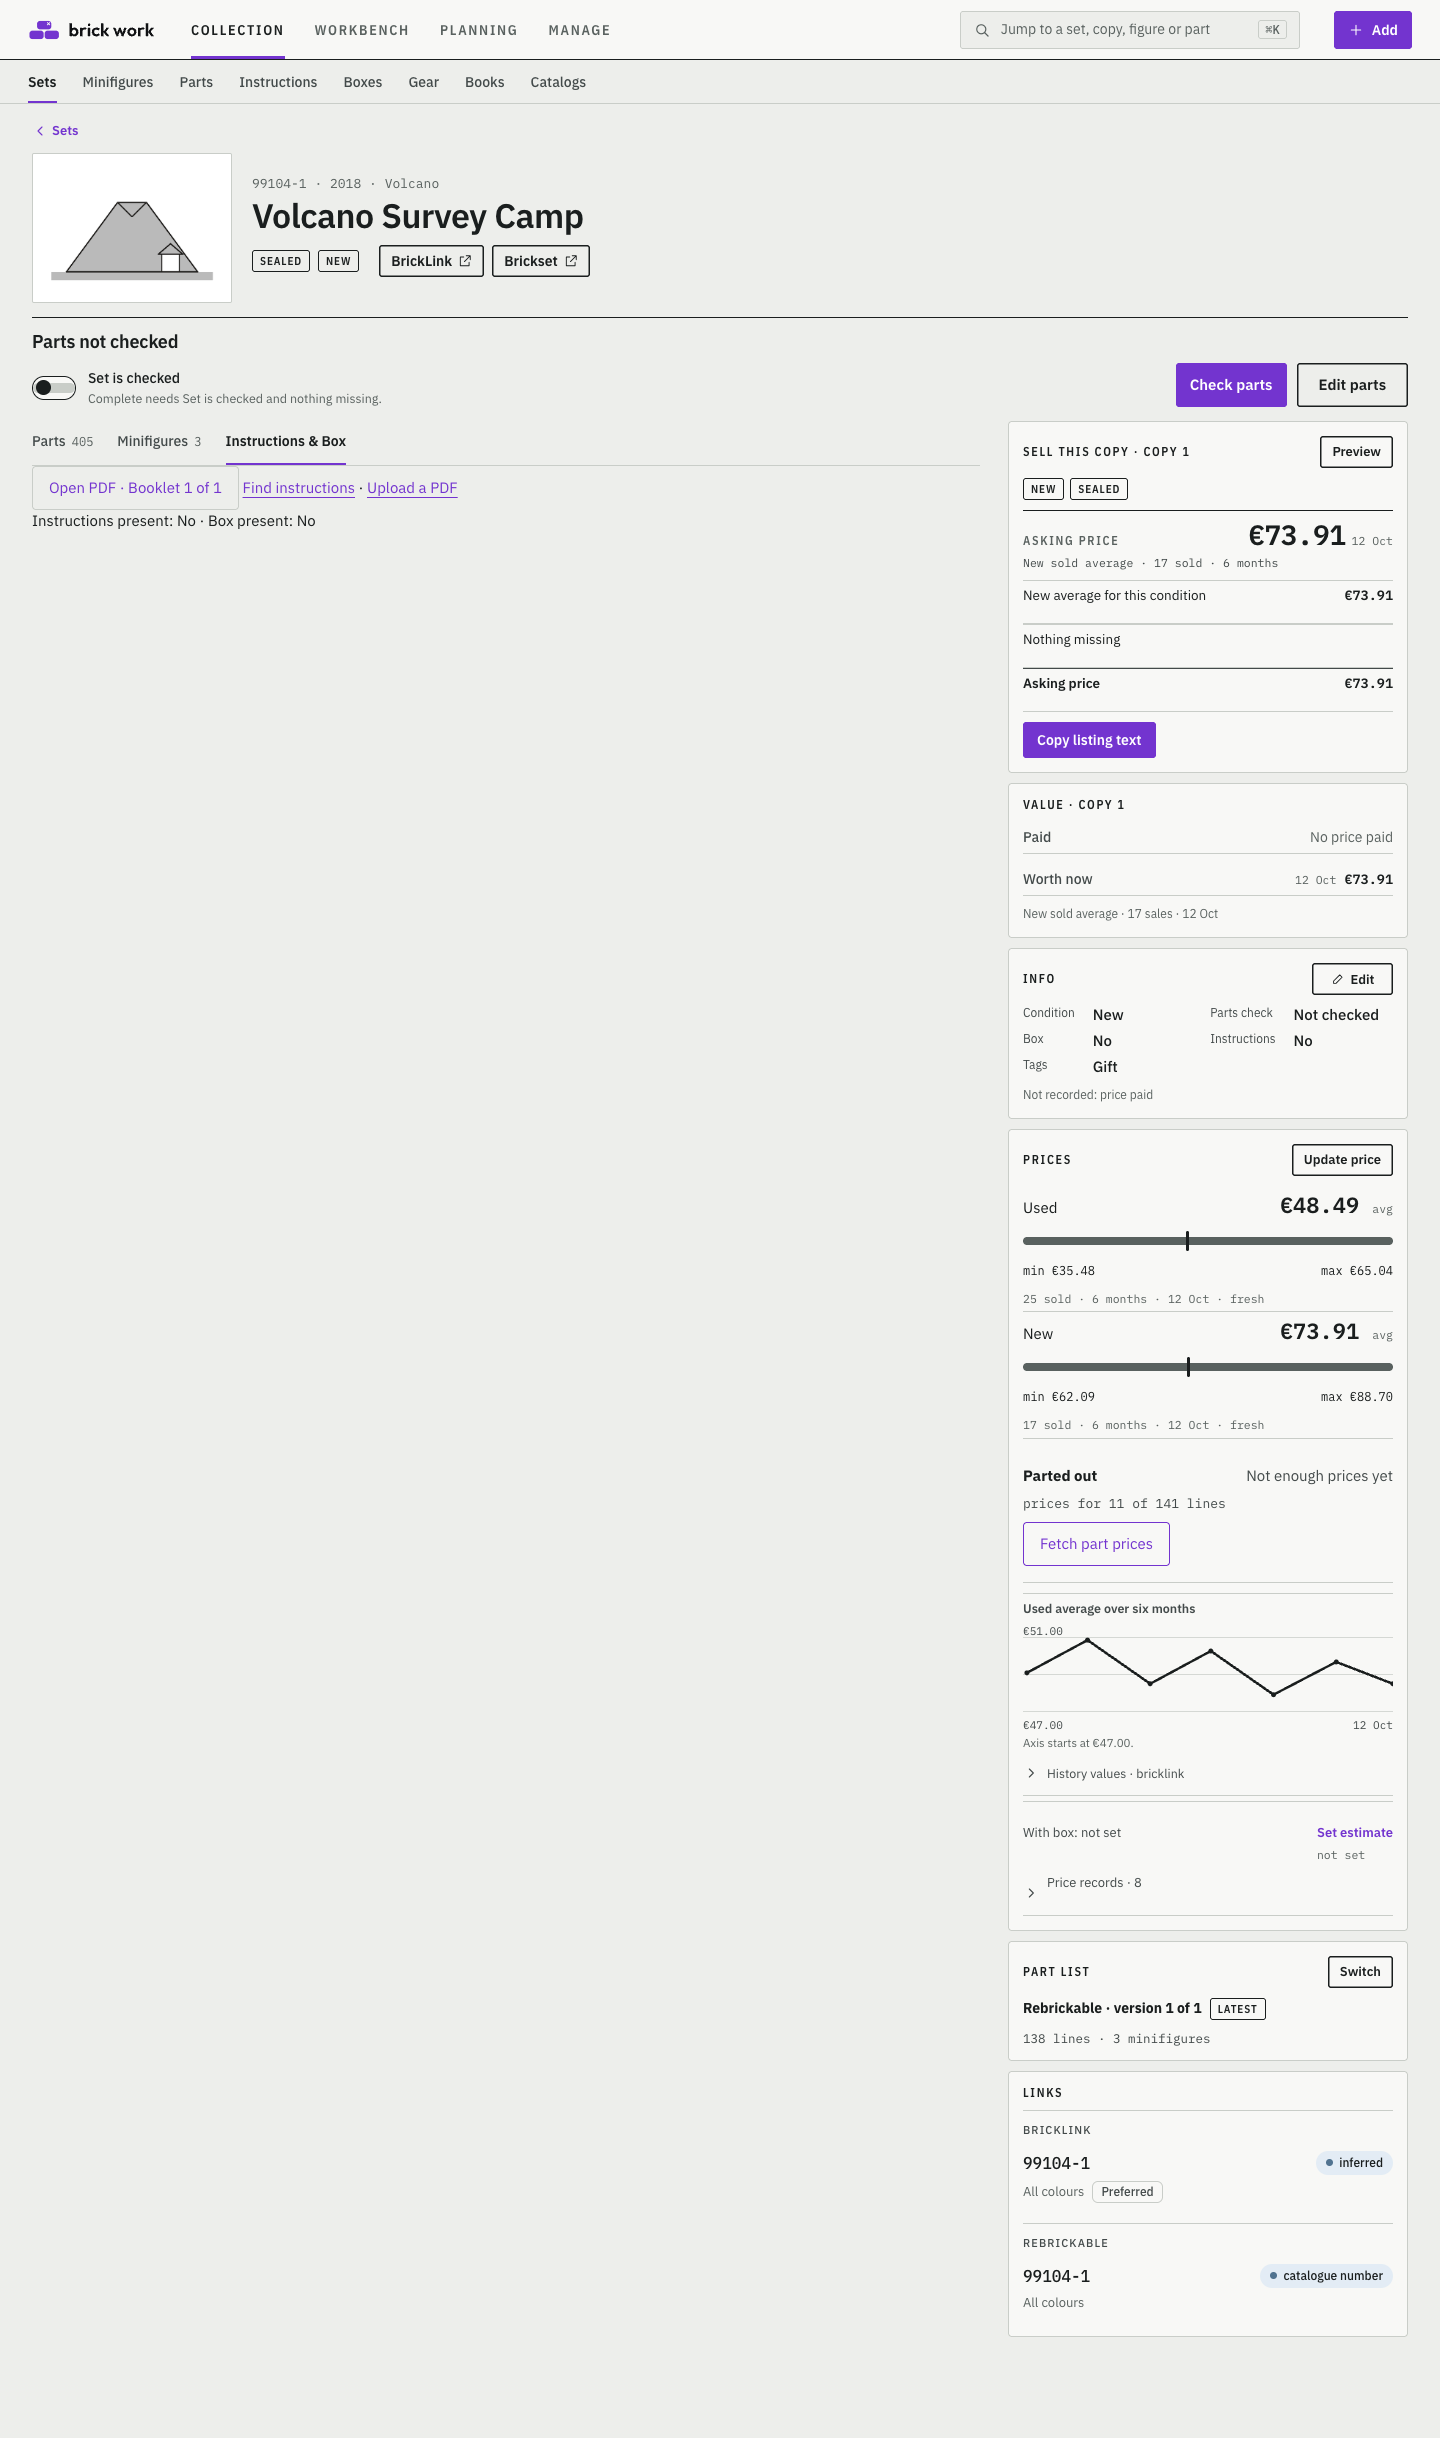 brick work
COLLECTION WORKBENCH PLANNING MANAGE
Jump to a set, copy, figure or part ⌘K
Add
Sets Minifigures Parts Instructions Boxes Gear Books Catalogs
Sets
99104-1 · 2018 · Volcano
Volcano Survey Camp
SEALED NEW BrickLink Brickset
Parts not checked
Set is checked
Complete needs Set is checked and nothing missing.
Check parts Edit parts
Parts 405 Minifigures 3 Instructions & Box
Open PDF · Booklet 1 of 1 Find instructions · Upload a PDF
Instructions present: No · Box present: No
SELL THIS COPY · COPY 1 Preview
NEW SEALED
ASKING PRICE €73.91 12 Oct
New sold average · 17 sold · 6 months
New average for this condition €73.91
Nothing missing
Asking price €73.91
Copy listing text
VALUE · COPY 1
Paid No price paid
Worth now 12 Oct €73.91
New sold average · 17 sales · 12 Oct
INFO Edit
Condition New Parts check Not checked
Box No Instructions No
Tags Gift
Not recorded: price paid
PRICES Update price
Used €48.49 avg
min €35.48 max €65.04
25 sold · 6 months · 12 Oct · fresh
New €73.91 avg
min €62.09 max €88.70
17 sold · 6 months · 12 Oct · fresh
Parted out Not enough prices yet
prices for 11 of 141 lines
Fetch part prices
Used average over six months
€51.00
€47.00 12 Oct
Axis starts at €47.00.
History values · bricklink
With box: not set Set estimate
not set
Price records · 8
PART LIST Switch
Rebrickable · version 1 of 1 LATEST
138 lines · 3 minifigures
LINKS
BRICKLINK
99104-1 inferred
All colours Preferred
REBRICKABLE
99104-1 catalogue number
All colours